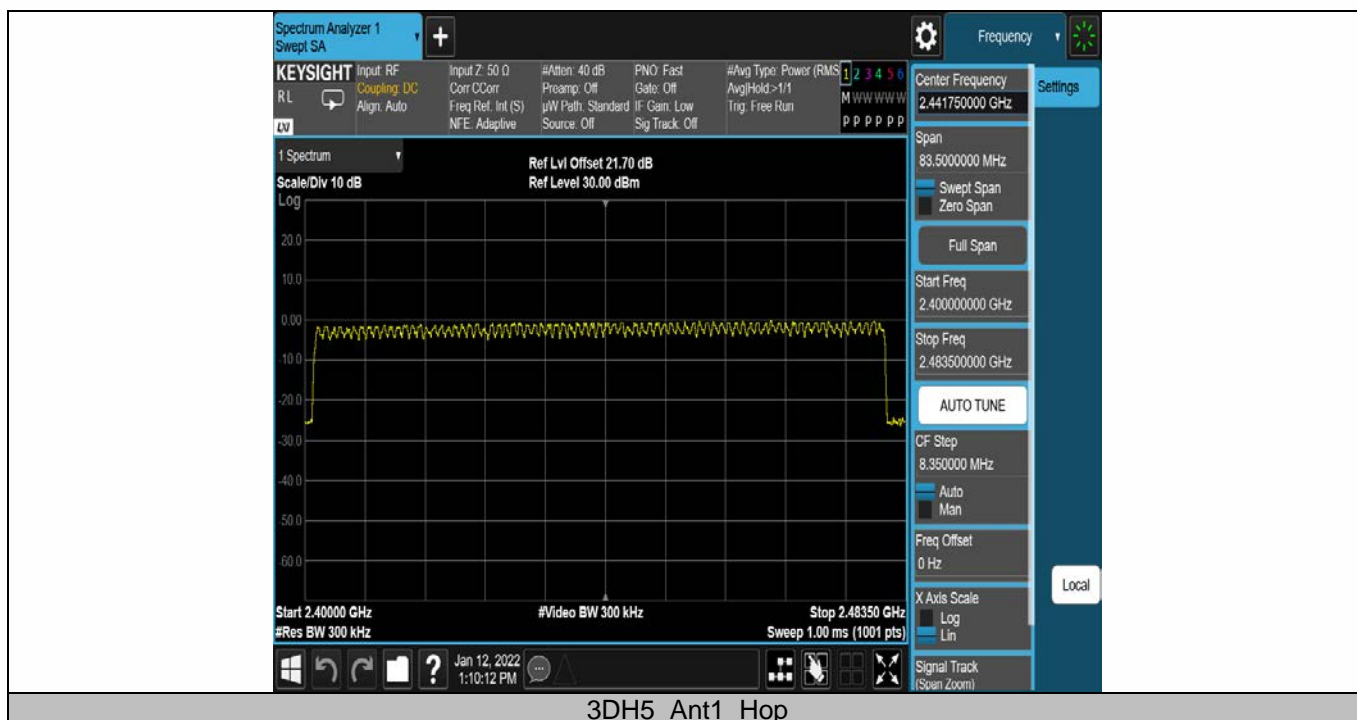 Spectrum Analyzer 1
Swept SA
+
Frequency
KEYSIGHT
RL
LXI
Input: RF
Coupling: DC
Align: Auto
Input Z: 50 Ω
Corr CCorr
Freq Ref: Int (S)
NFE: Adaptive
#Atten: 40 dB
Preamp: Off
µW Path: Standard
Source: Off
PNO: Fast
Gate: Off
IF Gain: Low
Sig Track: Off
#Avg Type: Power (RMS
Avg|Hold:>1/1
Trig: Free Run
1 2 3 4 5 6
M W W W W W
P P P P P P
Center Frequency
2.441750000 GHz
Settings
Span
83.5000000 MHz
Swept Span
Zero Span
Full Span
Start Freq
2.400000000 GHz
Stop Freq
2.483500000 GHz
AUTO TUNE
CF Step
8.350000 MHz
Auto
Man
Freq Offset
0 Hz
X Axis Scale
Log
Lin
Local
Signal Track
(Span Zoom)
1 Spectrum
Ref Lvl Offset 21.70 dB
Scale/Div 10 dB
Ref Level 30.00 dBm
Log
20.0
10.0
0.00
-10.0
-20.0
-30.0
-40.0
-50.0
-60.0
Start 2.40000 GHz
#Video BW 300 kHz
Stop 2.48350 GHz
#Res BW 300 kHz
Sweep 1.00 ms (1001 pts)
?
Jan 12, 2022
1:10:12 PM
3DH5_Ant1_Hop